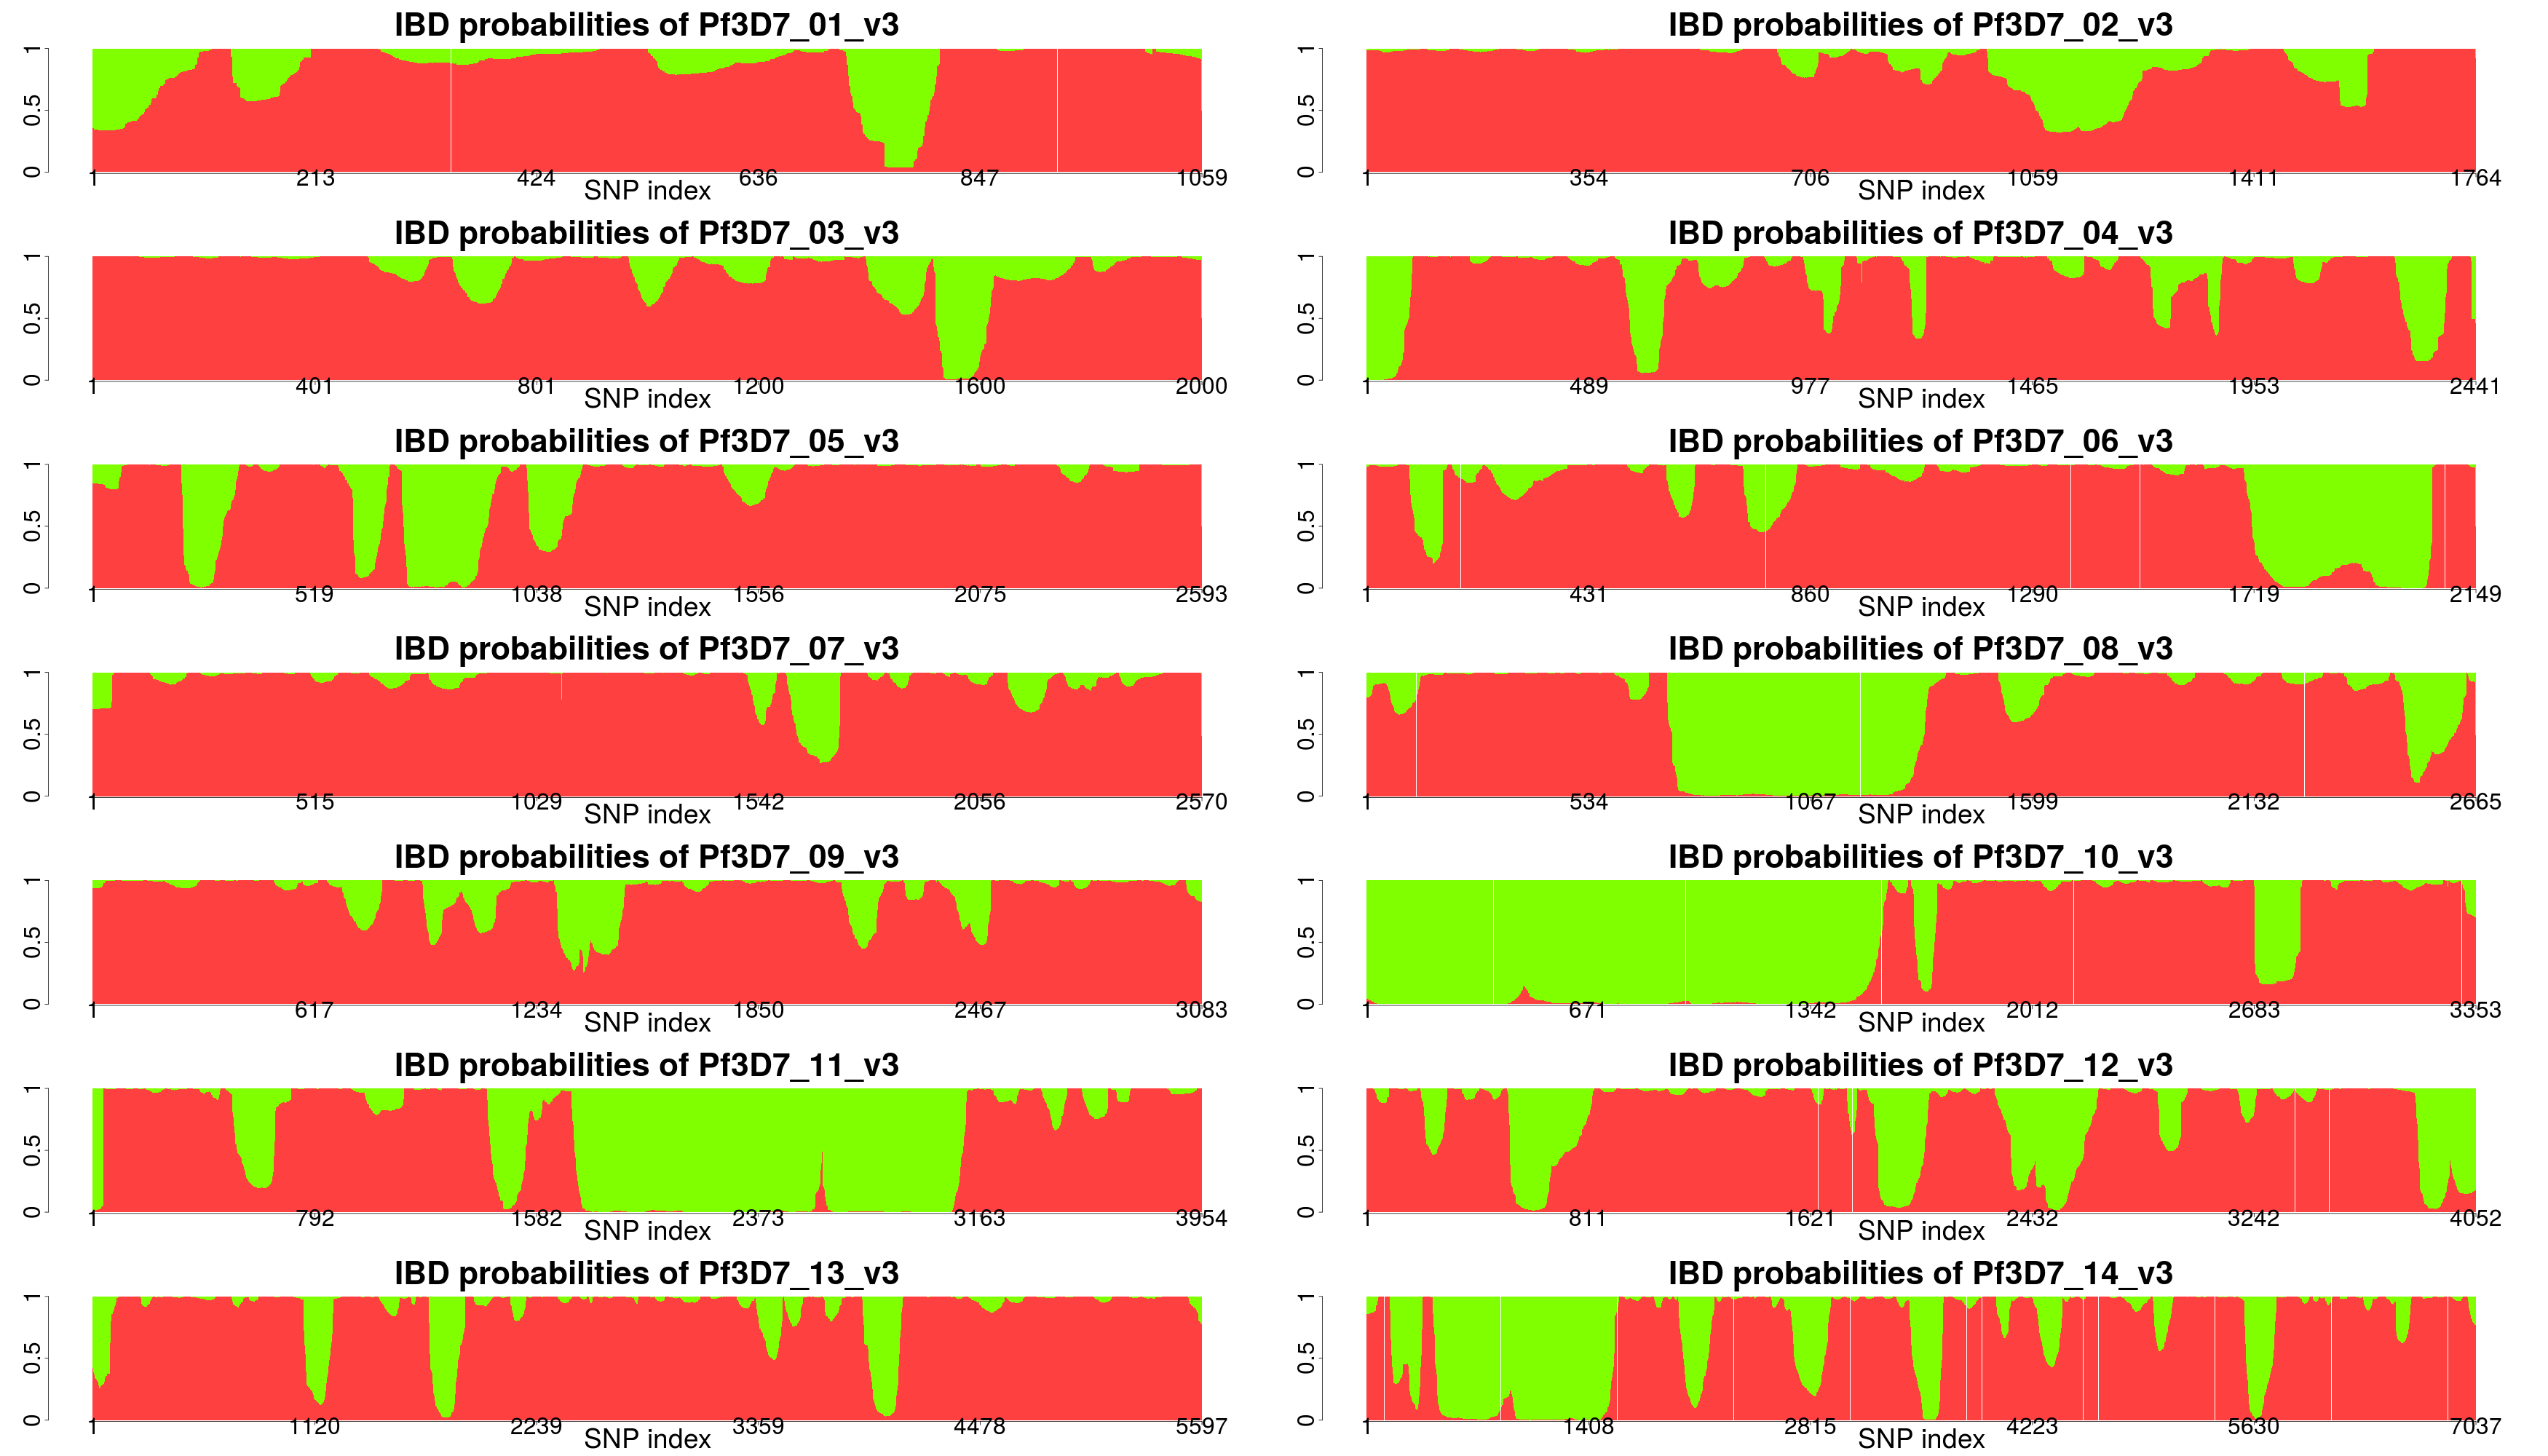 IBD probabilities of Pf3D7_01_v3
0 0.5 1
1 213 424 636 847 1059
SNP index
IBD probabilities of Pf3D7_02_v3
0 0.5 1
1 354 706 1059 1411 1764
SNP index
IBD probabilities of Pf3D7_03_v3
0 0.5 1
1 401 801 1200 1600 2000
SNP index
IBD probabilities of Pf3D7_04_v3
0 0.5 1
1 489 977 1465 1953 2441
SNP index
IBD probabilities of Pf3D7_05_v3
0 0.5 1
1 519 1038 1556 2075 2593
SNP index
IBD probabilities of Pf3D7_06_v3
0 0.5 1
1 431 860 1290 1719 2149
SNP index
IBD probabilities of Pf3D7_07_v3
0 0.5 1
1 515 1029 1542 2056 2570
SNP index
IBD probabilities of Pf3D7_08_v3
0 0.5 1
1 534 1067 1599 2132 2665
SNP index
IBD probabilities of Pf3D7_09_v3
0 0.5 1
1 617 1234 1850 2467 3083
SNP index
IBD probabilities of Pf3D7_10_v3
0 0.5 1
1 671 1342 2012 2683 3353
SNP index
IBD probabilities of Pf3D7_11_v3
0 0.5 1
1 792 1582 2373 3163 3954
SNP index
IBD probabilities of Pf3D7_12_v3
0 0.5 1
1 811 1621 2432 3242 4052
SNP index
IBD probabilities of Pf3D7_13_v3
0 0.5 1
1 1120 2239 3359 4478 5597
SNP index
IBD probabilities of Pf3D7_14_v3
0 0.5 1
1 1408 2815 4223 5630 7037
SNP index